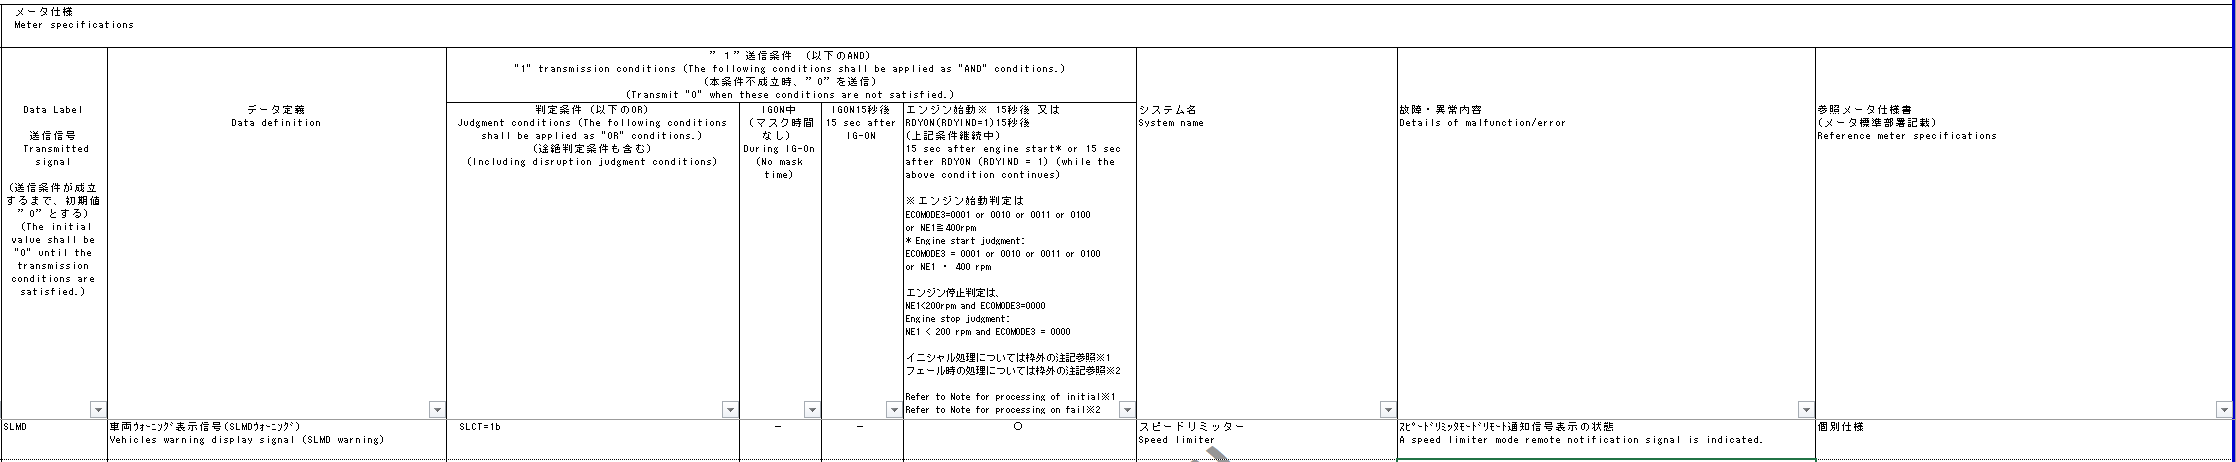 メータ仕様
Meter specifications
Data Label
送信信号
Transmitted
signal
(送信条件が成立
するまで、初期値
”0”とする)
(The initial
value shall be
"0" until the
transmission
conditions are
satisfied.)
データ定義
Data definition
”1”送信条件 (以下のAND)
"1" transmission conditions (The following conditions shall be applied as "AND" conditions.)
(本条件不成立時、”0”を送信)
(Transmit "0" when these conditions are not satisfied.)
判定条件 (以下のOR)
Judgment conditions (The following conditions
shall be applied as "OR" conditions.)
(途絶判定条件も含む)
(Including disruption judgment conditions)
IGON中
(マスク時間
なし)
During IG-On
(No mask
time)
IGON15秒後
15 sec after
IG-ON
エンジン始動※ 15秒後 又は
RDYON(RDYIND=1)15秒後
(上記条件継続中)
15 sec after engine start* or 15 sec
after RDYON (RDYIND = 1) (while the
above condition continues)
※エンジン始動判定は
ECOMODE3=0001 or 0010 or 0011 or 0100
or NE1≧400rpm
* Engine start judgment:
ECOMODE3 = 0001 or 0010 or 0011 or 0100
or NE1 ・ 400 rpm
エンジン停止判定は、
NE1<200rpm and ECOMODE3=0000
Engine stop judgment:
NE1 < 200 rpm and ECOMODE3 = 0000
イニシャル処理については枠外の注記参照※1
フェール時の処理については枠外の注記参照※2
Refer to Note for processing of initial※1
Refer to Note for processing on fail※2
システム名
System name
故障・異常内容
Details of malfunction/error
参照メータ仕様書
(メータ標準部署記載)
Reference meter specifications
SLMD
車両ｳｫｰﾆﾝｸﾞ表示信号(SLMDｳｫｰﾆﾝｸﾞ)
Vehicles warning display signal (SLMD warning)
SLCT=1b
－
－
○
スピードリミッター
Speed limiter
ｽﾋﾟｰﾄﾞﾘﾐｯﾀﾓｰﾄﾞﾘﾓｰﾄ通知信号表示の状態
A speed limiter mode remote notification signal is indicated.
個別仕様